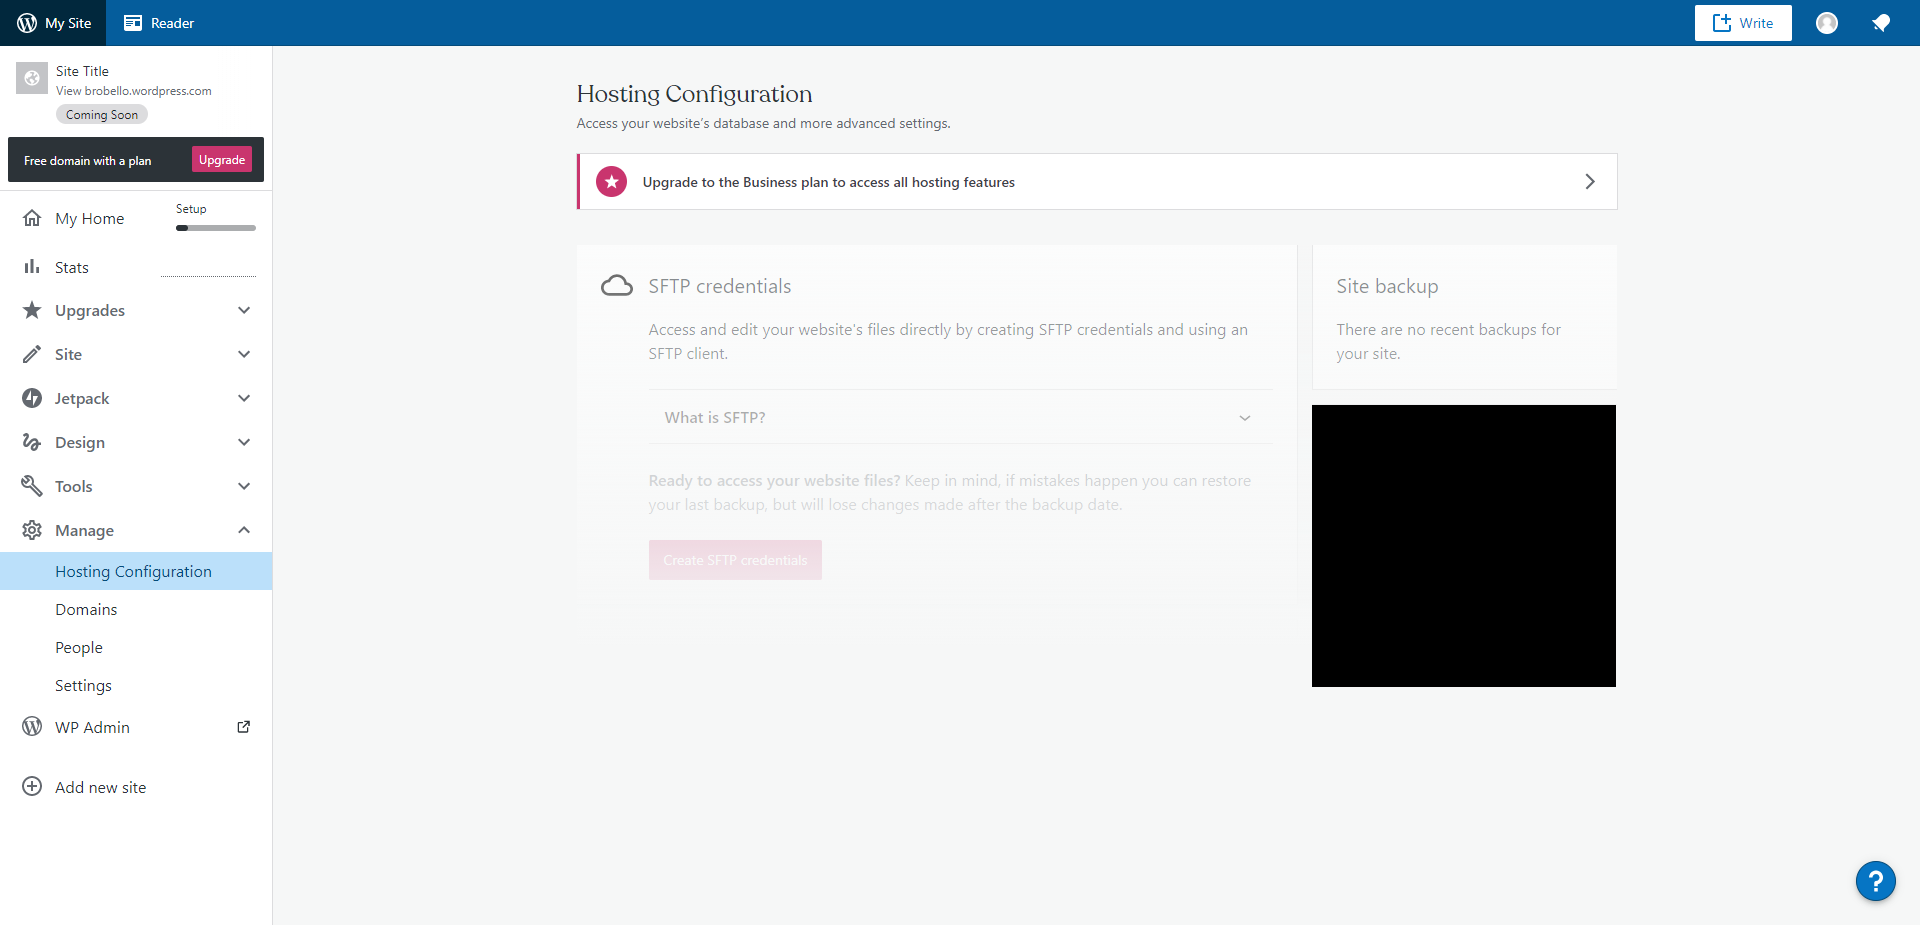 My Site
Reader
Write
Site Title
View brobello.wordpress.com
Coming Soon
Free domain with a plan
Upgrade
My Home
Setup
Stats
Upgrades
Site
Jetpack
Design
Tools
Manage
Hosting Configuration
Domains
People
Settings
WP Admin
Add new site
Hosting Configuration
Access your website's database and more advanced settings.
Upgrade to the Business plan to access all hosting features
SFTP credentials
Access and edit your website's files directly by creating SFTP credentials and using an
SFTP client.
What is SFTP?
Ready to access your website files? Keep in mind, if mistakes happen you can restore
your last backup, but will lose changes made after the backup date.
Create SFTP credentials
Site backup
There are no recent backups for
your site.
?